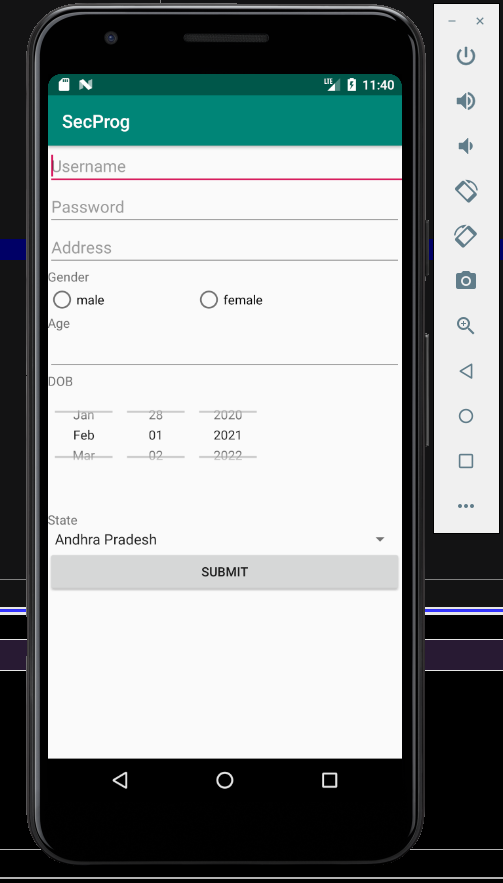 LTE 11:40
SecProg
Username
Password
Address
Gender
male female
Age
DOB
Jan 28 2020
Feb 01 2021
Mar 02 2022
State
Andhra Pradesh
SUBMIT